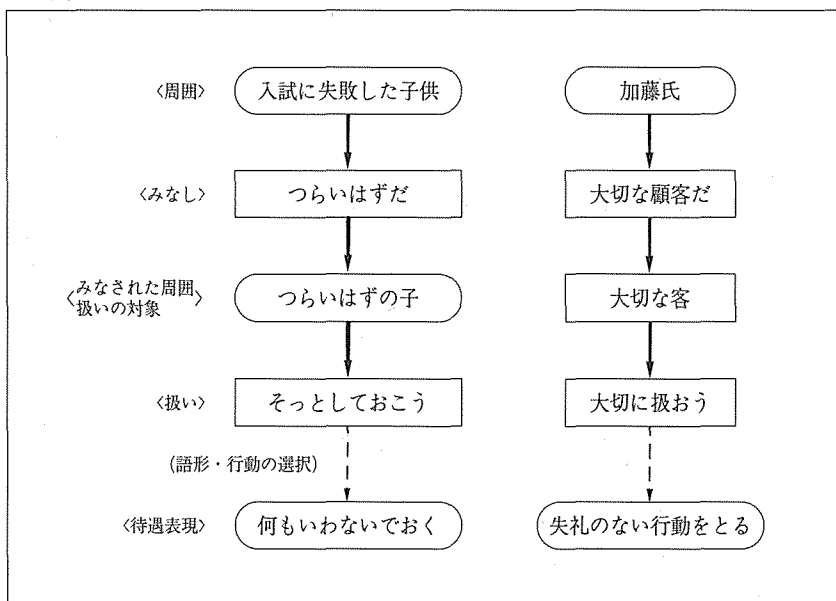 〈周囲〉 入試に失敗した子供 加藤氏
〈みなし〉 つらいはずだ 大切な顧客だ
〈みなされた周囲
扱いの対象〉 つらいはずの子 大切な客
〈扱い〉 そっとしておこう 大切に扱おう
(語形・行動の選択)
〈待遇表現〉 何もいわないでおく 失礼のない行動をとる